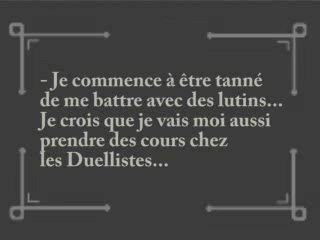 - Je commence à être tanné
de me battre avec des lutins...
Je crois que je vais moi aussi
prendre des cours chez
les Duellistes...